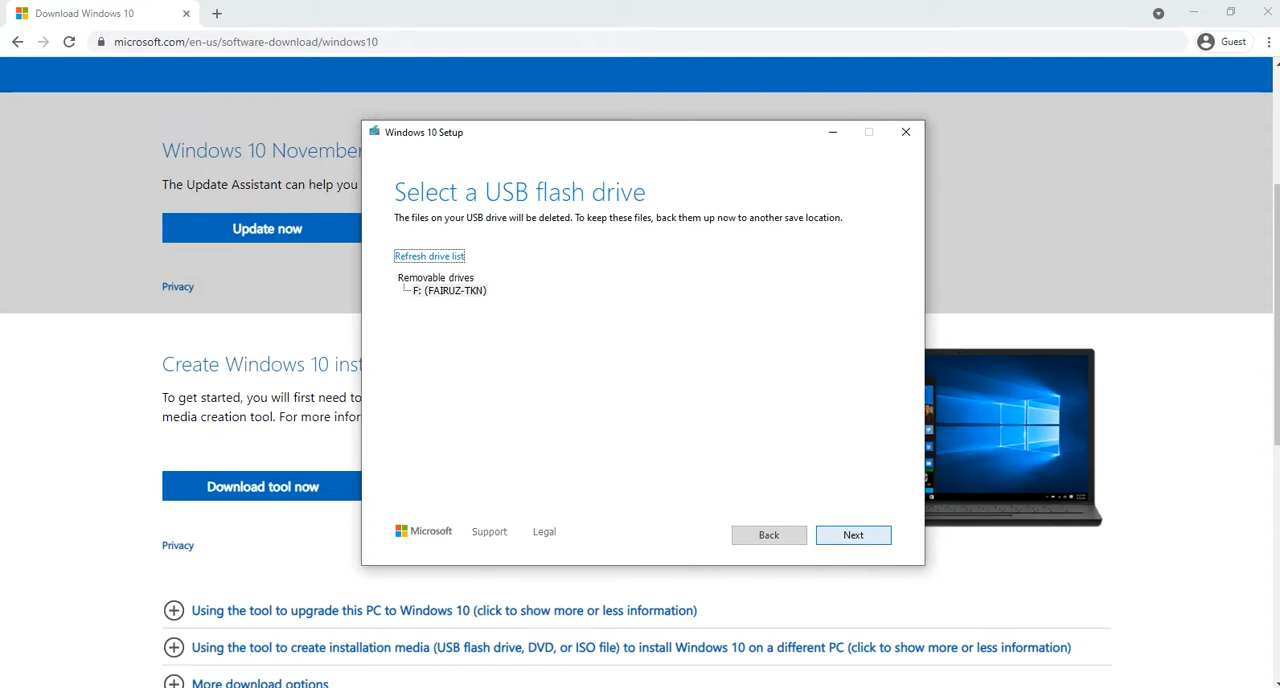 Download Windows 10
microsoft.com/en-us/software-download/windows10
Guest
Windows 10 November
The Update Assistant can help you
Update now
Privacy
Create Windows 10 inst
To get started, you will first need to
media creation tool. For more infor
Download tool now
Privacy
Windows 10 Setup
Select a USB flash drive
The files on your USB drive will be deleted. To keep these files, back them up now to another save location.
Refresh drive list
Removable drives
F: (FAIRUZ-TKN)
Microsoft Support Legal
Back Next
Using the tool to upgrade this PC to Windows 10 (click to show more or less information)
Using the tool to create installation media (USB flash drive, DVD, or ISO file) to install Windows 10 on a different PC (click to show more or less information)
More download options